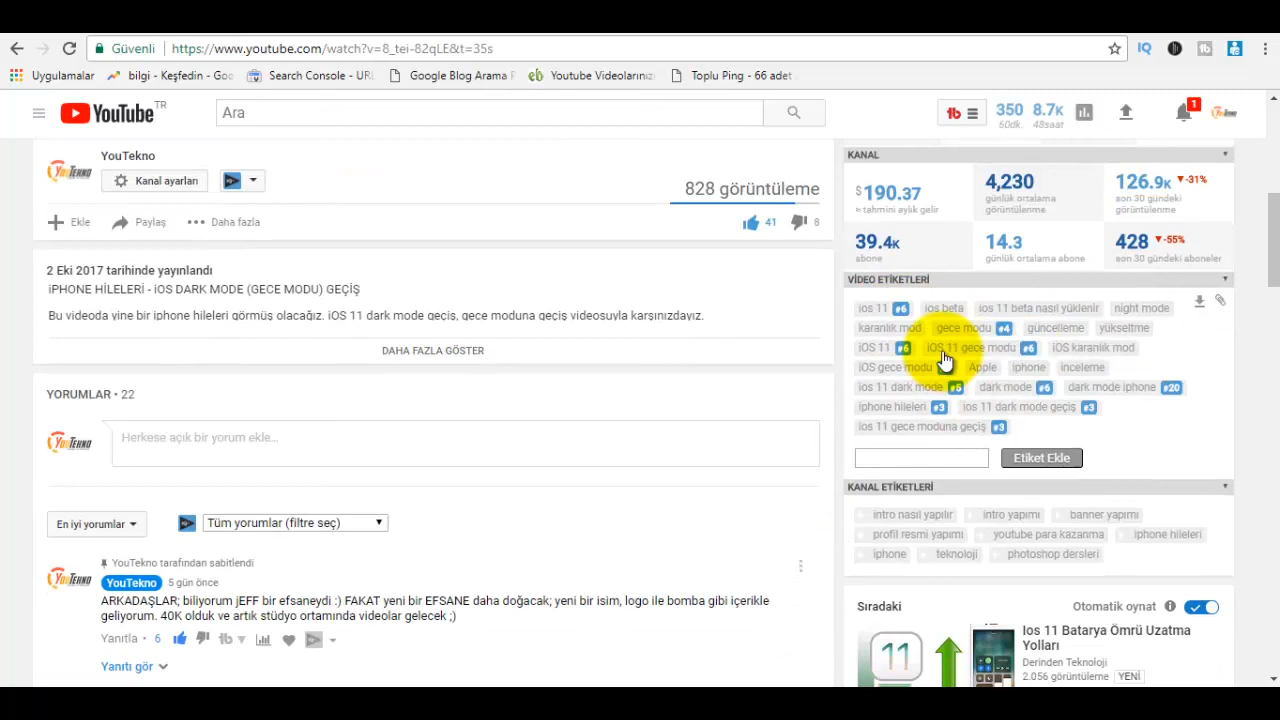 Güvenli https://www.youtube.com/watch?v=8_tei-82qLE&t=35s
IQ tb
Uygulamalar bilgi - Keşfedin - Goo Search Console - URL Google Blog Arama P eb Youtube Videolarınız Toplu Ping - 66 adet
YouTube TR
Ara
tb
350 8.7K
60dk. 48saat
1
YouTekno
Kanal ayarları
828 görüntüleme
Ekle Paylaş Daha fazla
41 8
2 Eki 2017 tarihinde yayınlandı
iPHONE HİLELERİ - iOS DARK MODE (GECE MODU) GEÇİŞ
Bu videoda yine bir iphone hileleri görmüş olacağız. iOS 11 dark mode geçiş, gece moduna geçiş videosuyla karşınızdayız.
DAHA FAZLA GÖSTER
YORUMLAR • 22
YouTekno
Herkese açık bir yorum ekle...
En iyi yorumlar
Tüm yorumlar (filtre seç)
YouTekno tarafından sabitlendi
YouTekno
YouTekno 5 gün önce
ARKADAŞLAR; biliyorum jEFF bir efsaneydi :) FAKAT yeni bir EFSANE daha doğacak; yeni bir isim, logo ile bomba gibi içerikle
geliyorum. 40K olduk ve artık stüdyo ortamında videolar gelecek ;)
Yanıtla • 6 tb
Yanıtı gör
KANAL
$190.37 4,230 126.9K -31%
≈ tahmini aylık gelir günlük ortalama görüntülenme son 30 gündeki görüntülenme
39.4K 14.3 428 -55%
abone günlük ortalama abone son 30 gündeki aboneler
VİDEO ETİKETLERİ
ios 11 #6 ios beta ios 11 beta nasıl yüklenir night mode
karanlık mod gece modu #4 güncelleme yükseltme
iOS 11 #6 iOS 11 gece modu #6 iOS karanlık mod
iOS gece modu Apple iphone inceleme
ios 11 dark mode #5 dark mode #6 dark mode iphone #20
iphone hileleri #3 ios 11 dark mode geçiş #3
ios 11 gece moduna geçiş #3
Etiket Ekle
KANAL ETİKETLERİ
intro nasıl yapılır intro yapımı banner yapımı
profil resmi yapımı youtube para kazanma iphone hileleri
iphone teknoloji photoshop dersleri
Sıradaki
Otomatik oynat
11
Ios 11 Batarya Ömrü Uzatma
Yolları
Derinden Teknoloji
2.056 görüntüleme YENİ